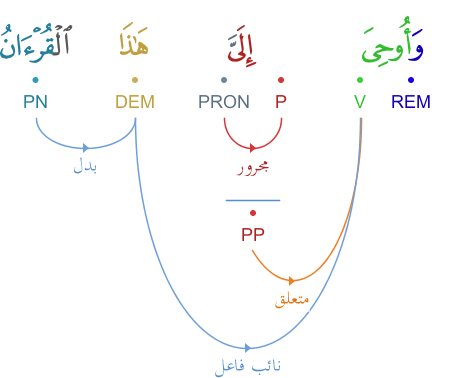 وَأُوحِىَ إِلَىَّ هَٰذَا ٱلْقُرْءَانُ
REM V P PRON DEM PN
بدل
مجرور
PP
متعلق
نائب فاعل